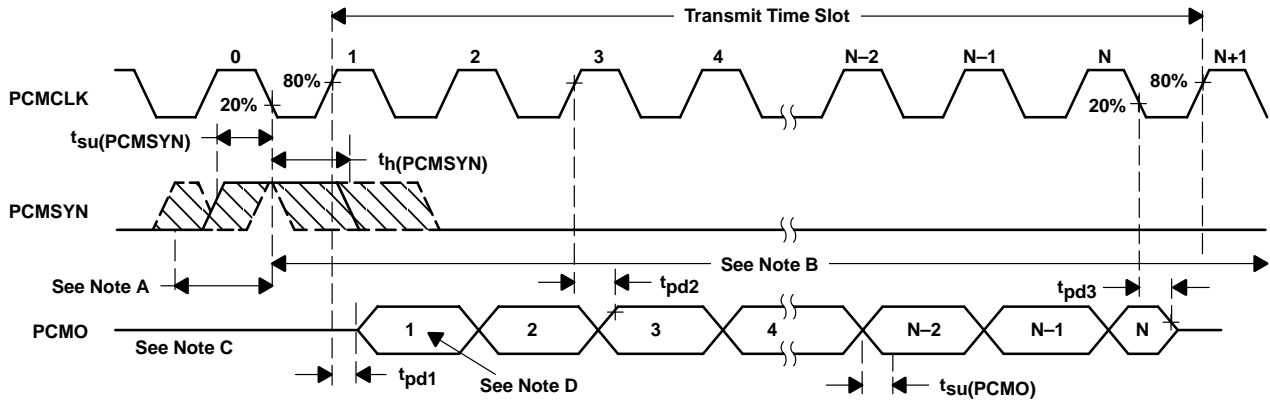 Transmit Time Slot
0 1 2 3 4 N–2 N–1 N N+1
PCMCLK
80%
20%
80%
20%
tsu(PCMSYN)
th(PCMSYN)
PCMSYN
See Note A
See Note B
tpd2
tpd3
PCMO
1 2 3 4 N–2 N–1 N
See Note C
tpd1
See Note D
tsu(PCMO)